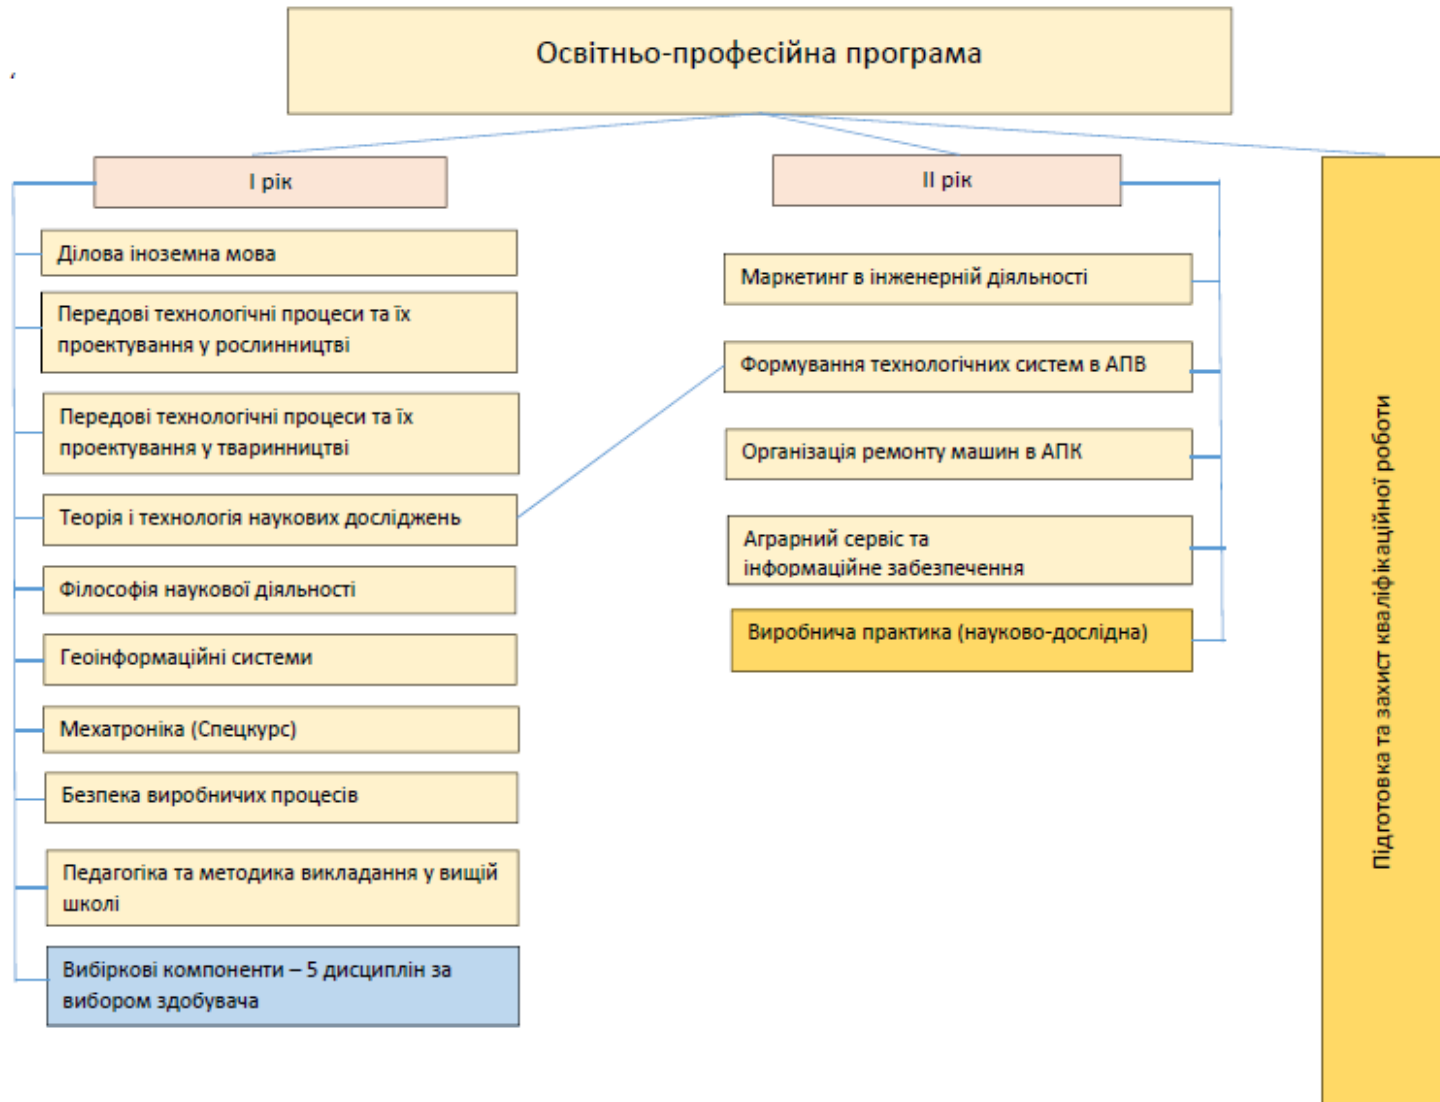 Освітньо-професійна програма
І рік
Ділова іноземна мова
Передові технологічні процеси та їх
проектування у рослинництві
Передові технологічні процеси та їх
проектування у тваринництві
Теорія і технологія наукових досліджень
Філософія наукової діяльності
Геоінформаційні системи
Мехатроніка (Спецкурс)
Безпека виробничих процесів
Педагогіка та методика викладання у вищій
школі
Вибіркові компоненти – 5 дисциплін за
вибором здобувача
ІІ рік
Маркетинг в інженерній діяльності
Формування технологічних систем в АПВ
Організація ремонту машин в АПК
Аграрний сервіс та
інформаційне забезпечення
Виробнича практика (науково-дослідна)
Підготовка та захист кваліфікаційної роботи